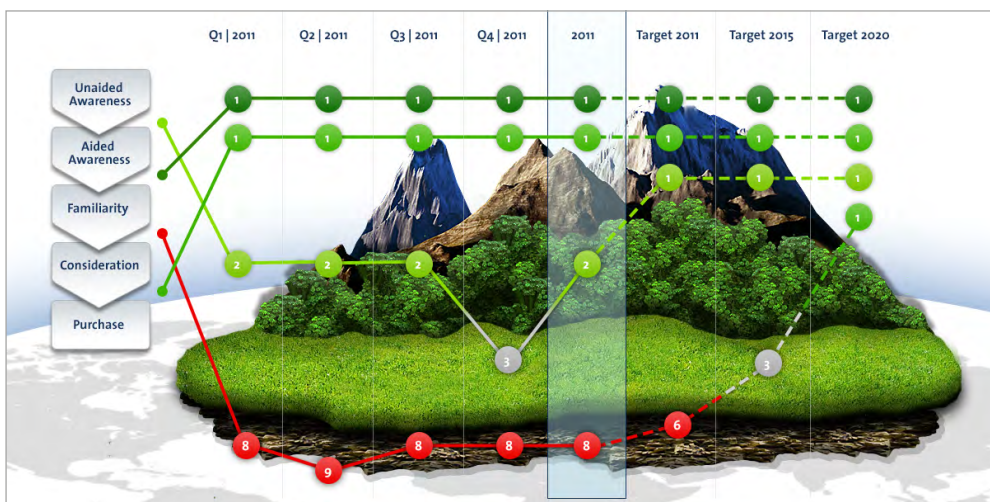 Q1 | 2011 Q2 | 2011 Q3 | 2011 Q4 | 2011 2011 Target 2011 Target 2015 Target 2020
Unaided
Awareness
1 1 1 1 1 1 1 1
Aided
Awareness
1 1 1 1 1 1 1 1
1 1 1
Familiarity
1
Consideration
2 2 2 2
Purchase
3 3
6
8 8 8 8
9